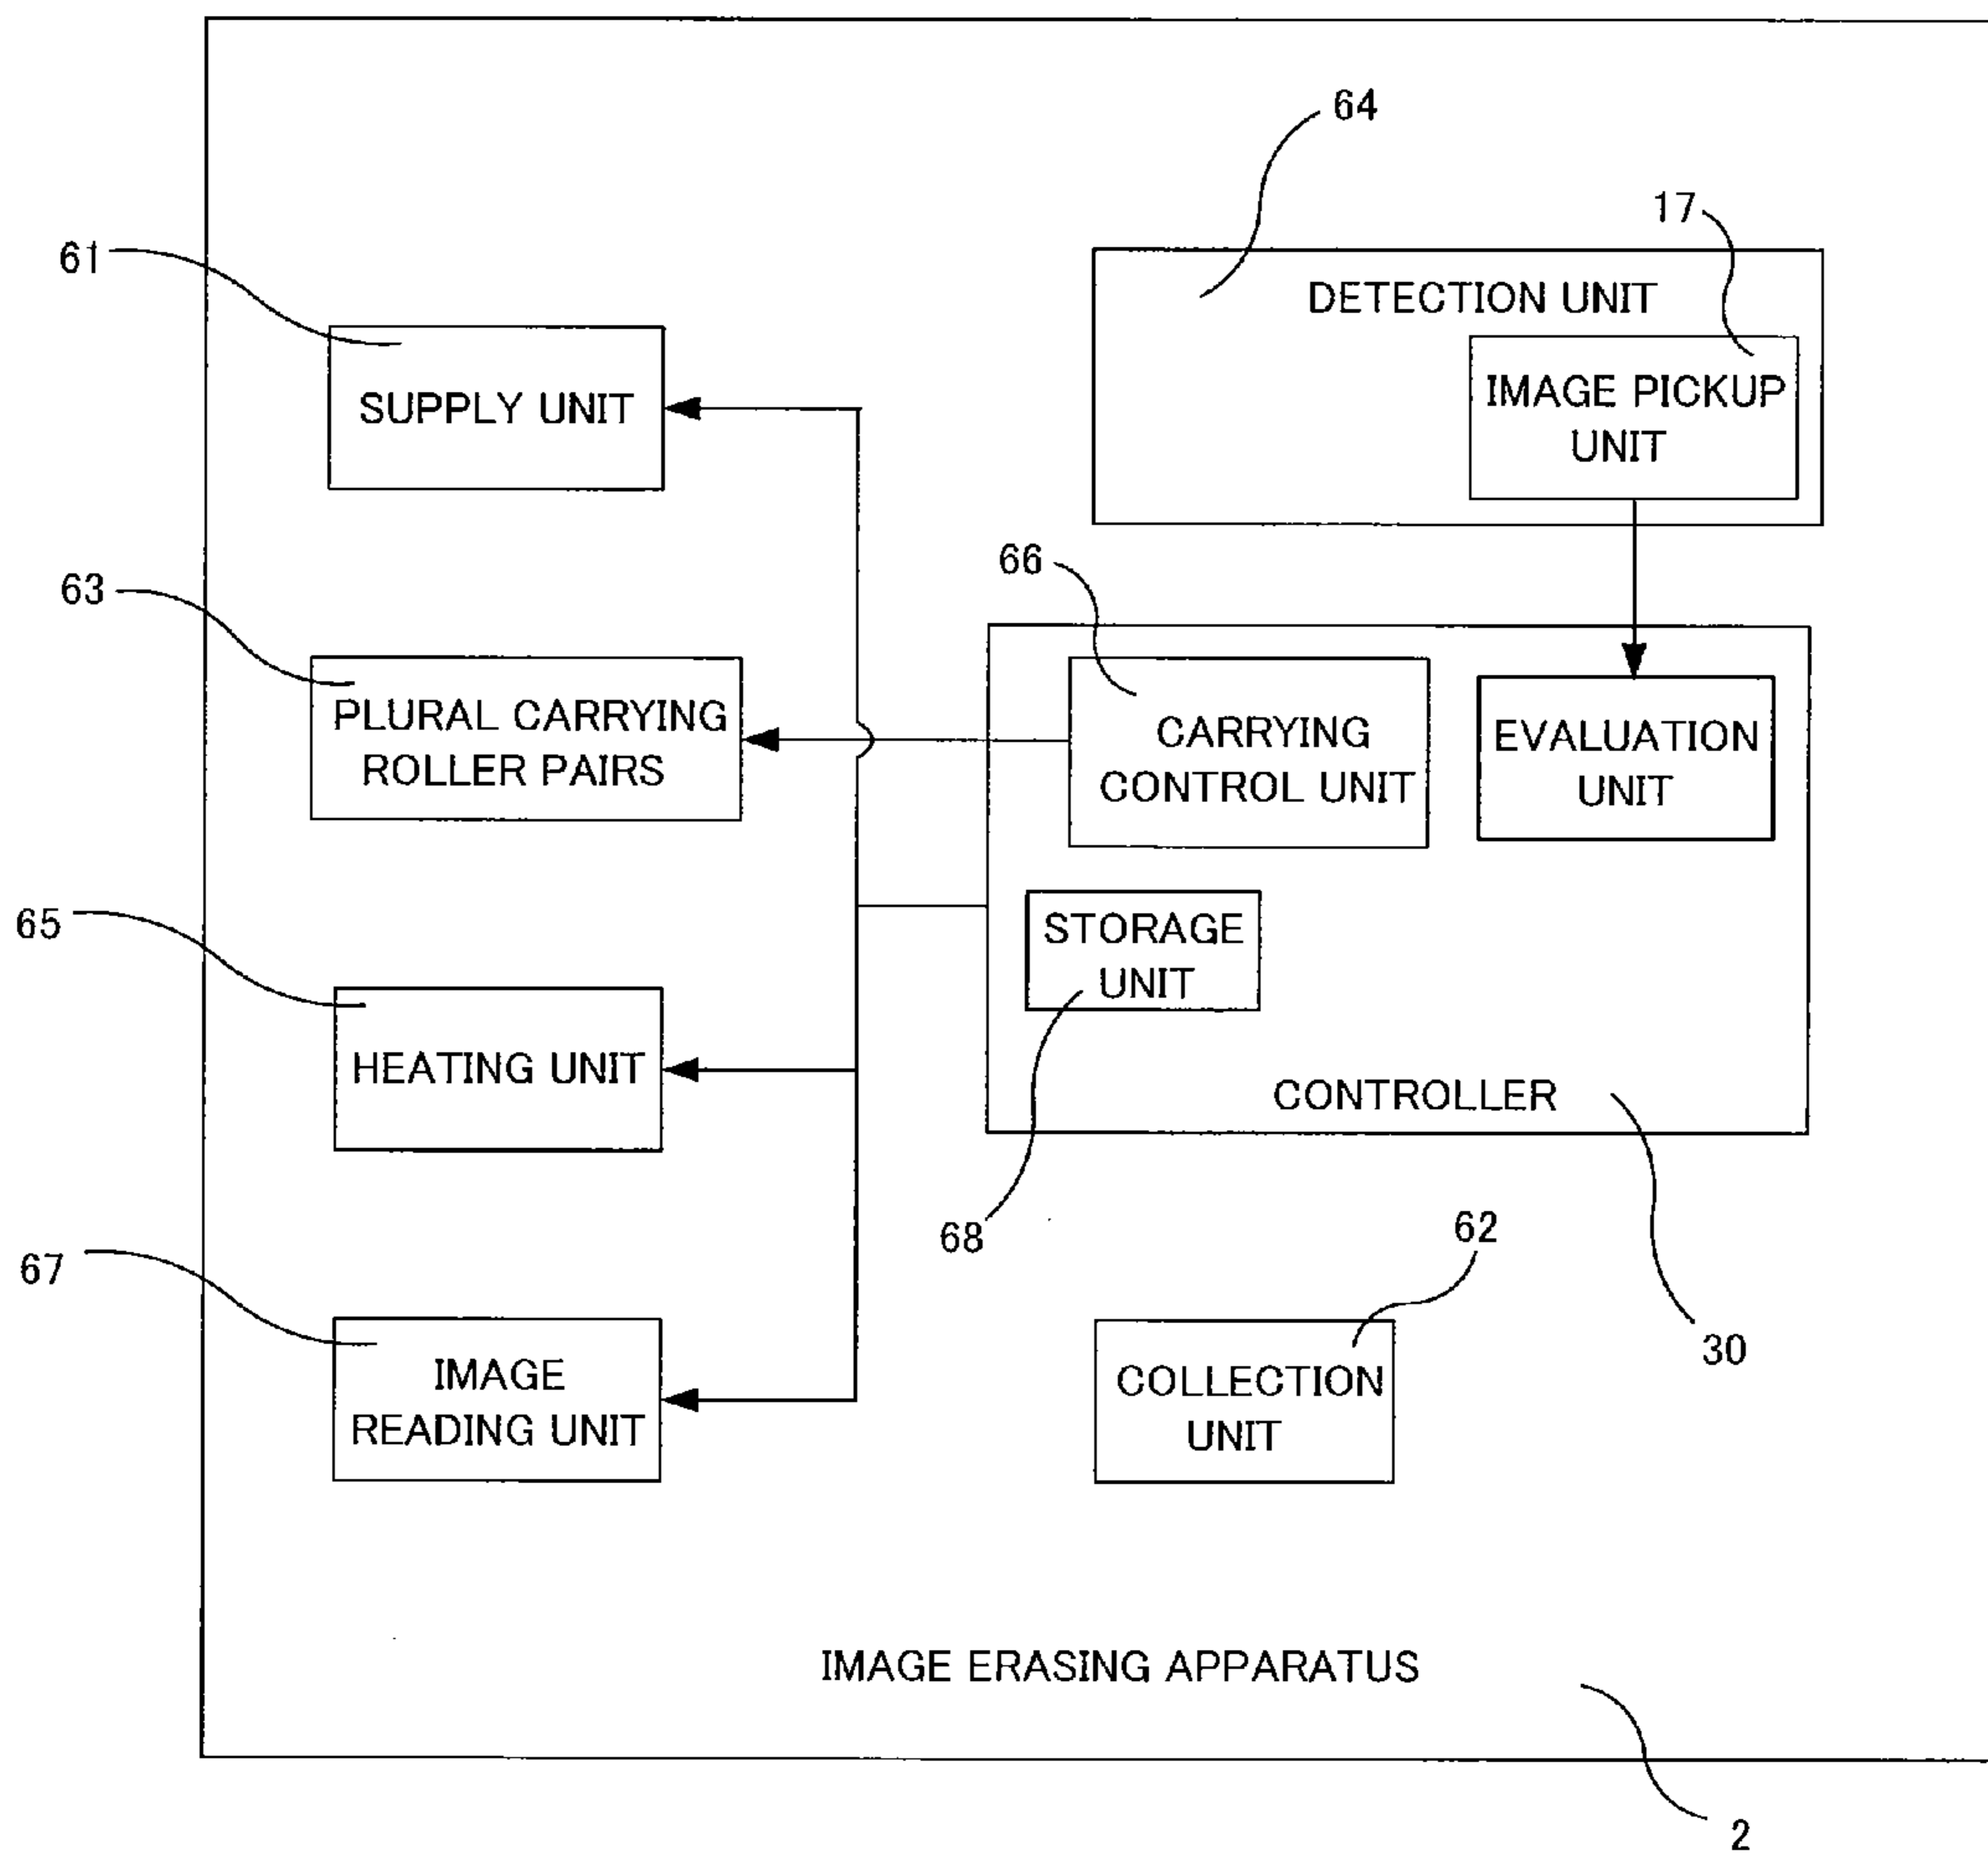 64
17
61
DETECTION UNIT
SUPPLY UNIT
IMAGE PICKUP
UNIT
66
63
PLURAL CARRYING
ROLLER PAIRS
CARRYING
CONTROL UNIT
EVALUATION
UNIT
65
STORAGE
UNIT
HEATING UNIT
CONTROLLER
68
62
67
30
IMAGE
READING UNIT
COLLECTION
UNIT
IMAGE ERASING APPARATUS
2